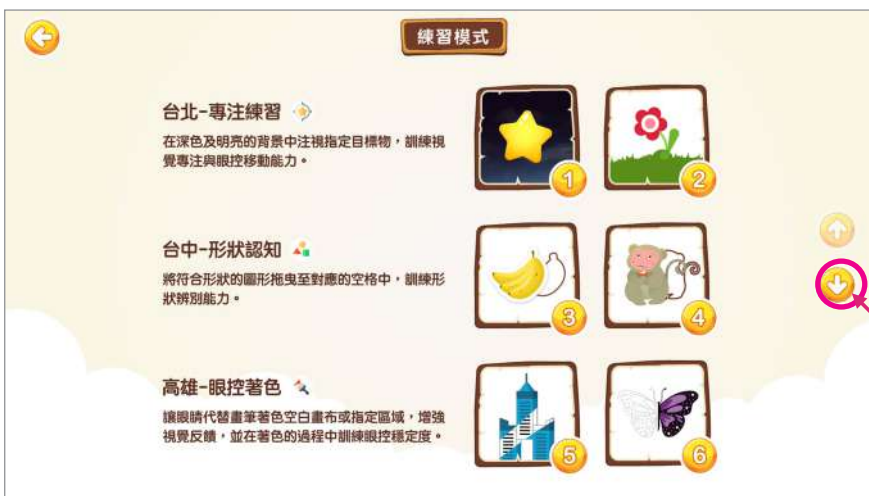 練習模式
台北-專注練習
在深色及明亮的背景中注視指定目標物，訓練視
覺專注與眼控移動能力。
1
2
台中-形狀認知
將符合形狀的圖形拖曳至對應的空格中，訓練形
狀辨別能力。
3
4
高雄-眼控著色
讓眼睛代替畫筆著色空白畫布或指定區域，增強
視覺反饋，並在著色的過程中訓練眼控穩定度。
5
6